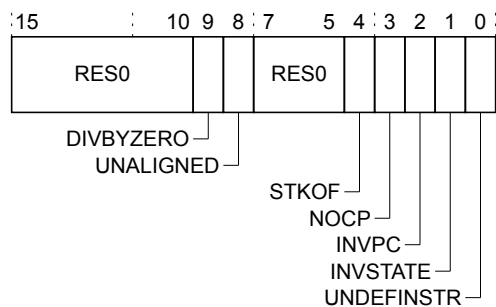 15 10 9 8 7 5 4 3 2 1 0
RES0 RES0
DIVBYZERO
UNALIGNED
STKOF
NOCP
INVPC
INVSTATE
UNDEFINSTR